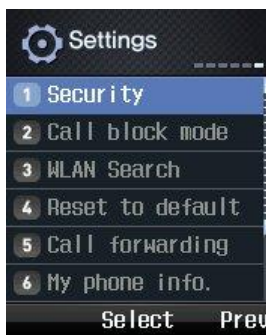 Settings
1 Security
2 Call block mode
3 WLAN Search
4 Reset to default
5 Call forwarding
6 My phone info.
Select Prev